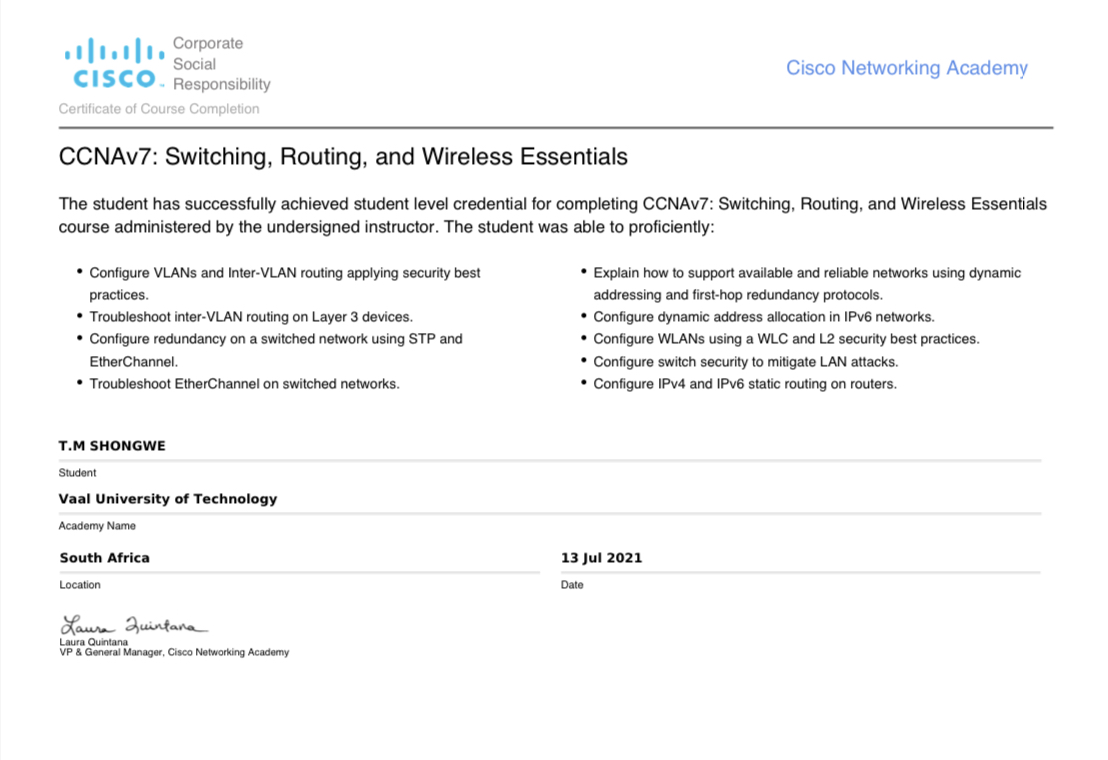 Corporate
Social
CISCO™ Responsibility
Cisco Networking Academy
Certificate of Course Completion
CCNAv7: Switching, Routing, and Wireless Essentials
The student has successfully achieved student level credential for completing CCNAv7: Switching, Routing, and Wireless Essentials
course administered by the undersigned instructor. The student was able to proficiently:
• Configure VLANs and Inter-VLAN routing applying security best
practices.
• Troubleshoot inter-VLAN routing on Layer 3 devices.
• Configure redundancy on a switched network using STP and
EtherChannel.
• Troubleshoot EtherChannel on switched networks.
• Explain how to support available and reliable networks using dynamic
addressing and first-hop redundancy protocols.
• Configure dynamic address allocation in IPv6 networks.
• Configure WLANs using a WLC and L2 security best practices.
• Configure switch security to mitigate LAN attacks.
• Configure IPv4 and IPv6 static routing on routers.
T.M SHONGWE
Student
Vaal University of Technology
Academy Name
South Africa
Location
13 Jul 2021
Date
Laura Quintana
Laura Quintana
VP & General Manager, Cisco Networking Academy